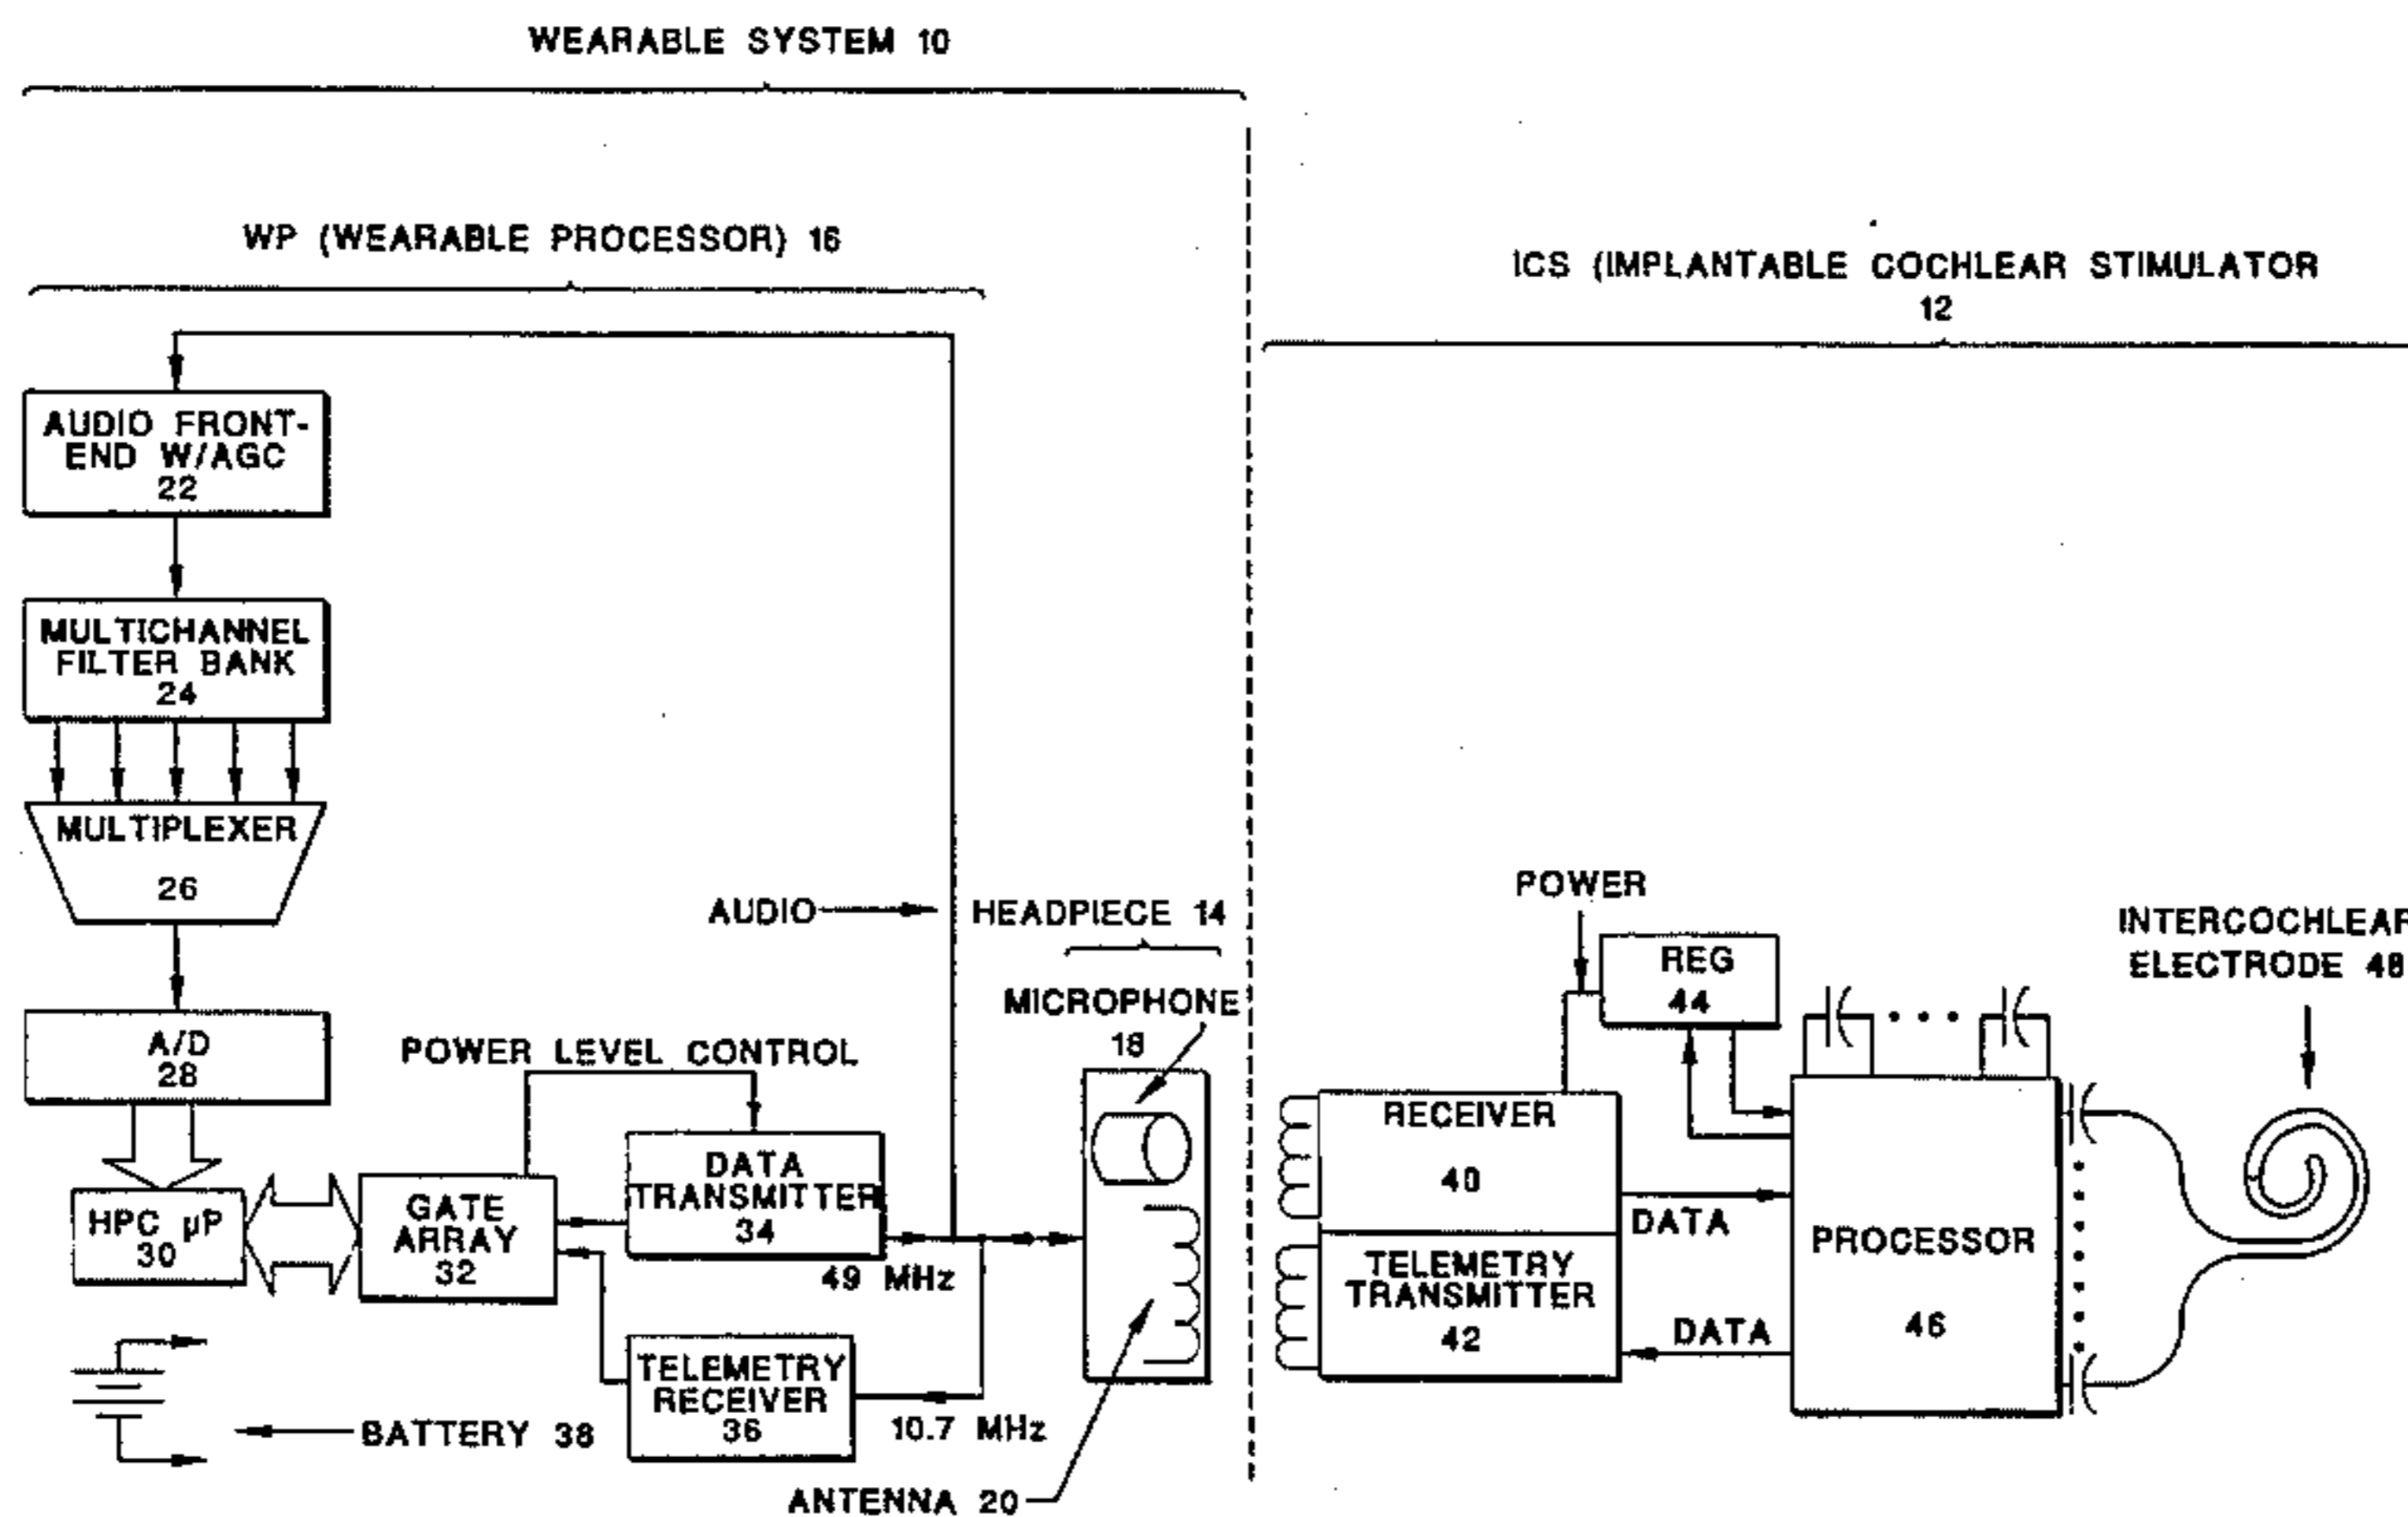 WEARABLE SYSTEM 10
WP (WEARABLE PROCESSOR) 16
ICS (IMPLANTABLE COCHLEAR STIMULATOR
12
AUDIO FRONT-
END W/AGC
22
MULTICHANNEL
FILTER BANK
24
MULTIPLEXER
26
A/D
28
HPC µP
30
GATE
ARRAY
32
POWER LEVEL CONTROL
DATA
TRANSMITTER
34
49 MHz
TELEMETRY
RECEIVER
36
10.7 MHz
BATTERY 38
ANTENNA 20
AUDIO
HEADPIECE 14
MICROPHONE
18
POWER
REG
44
RECEIVER
40
DATA
TELEMETRY
TRANSMITTER
42
DATA
PROCESSOR
46
INTERCOCHLEAR
ELECTRODE 48